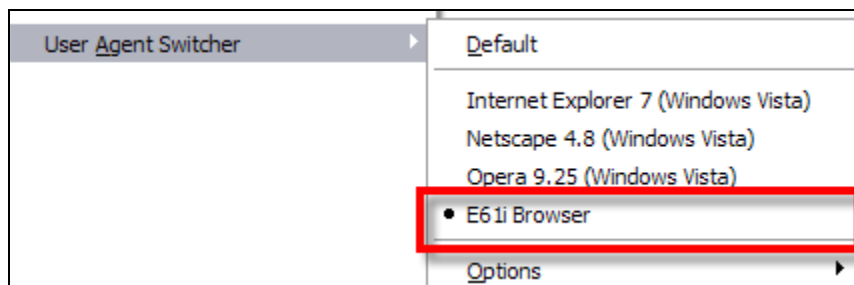 User Agent Switcher
Default
Internet Explorer 7 (Windows Vista)
Netscape 4.8 (Windows Vista)
Opera 9.25 (Windows Vista)
E61i Browser
Options